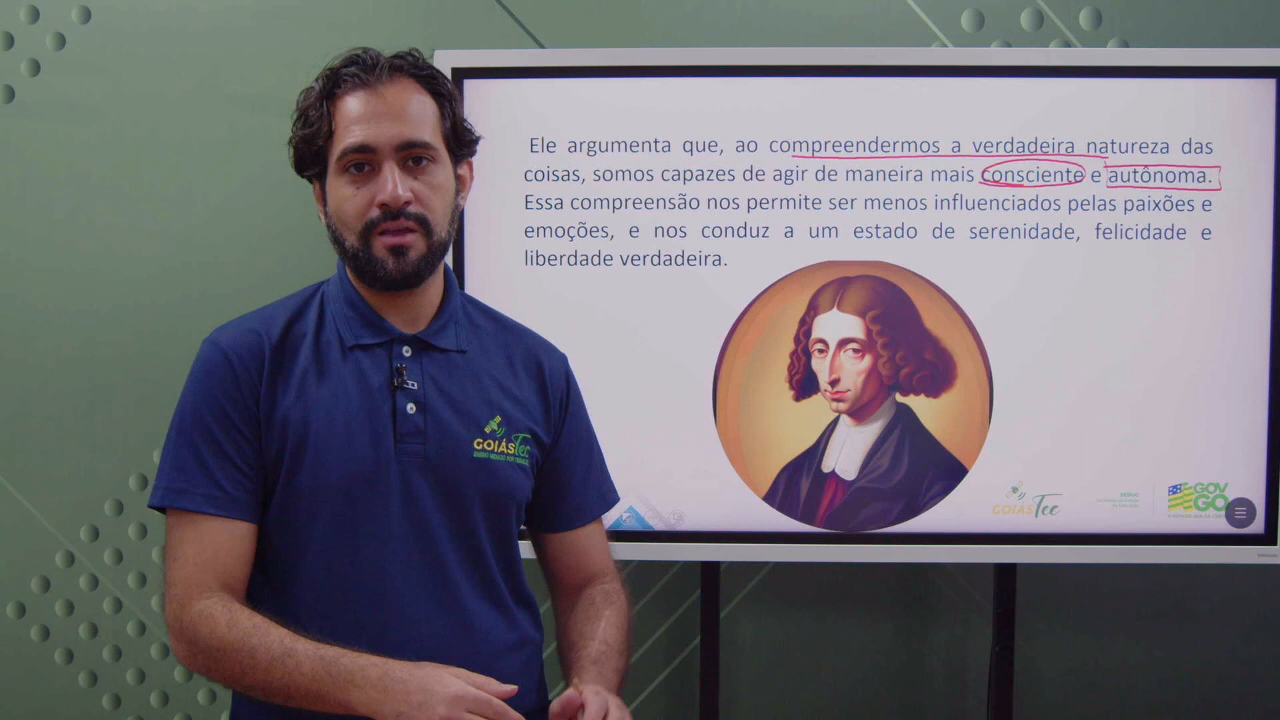 Ele argumenta que, ao compreendermos a verdadeira natureza das
coisas, somos capazes de agir de maneira mais consciente e autônoma.
Essa compreensão nos permite ser menos influenciados pelas paixões e
emoções, e nos conduz a um estado de serenidade, felicidade e
liberdade verdadeira.
GOIÁSTec
GOIÁSTec
GOV
GO